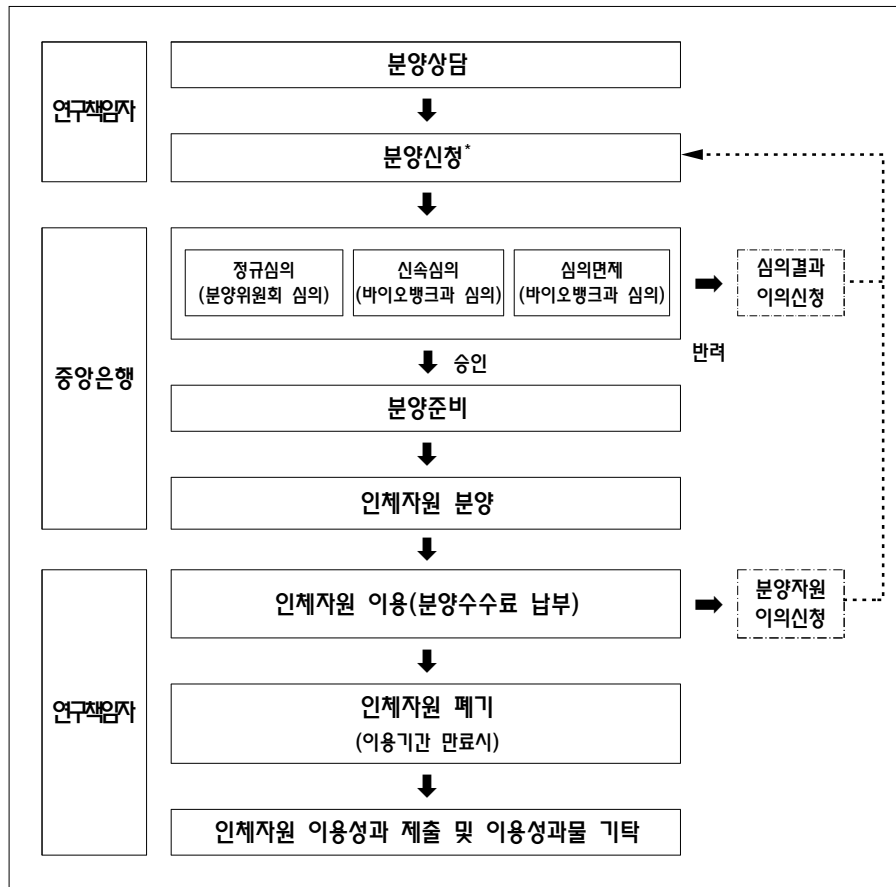 연구책임자
분양상담
분양신청*
중앙은행
정규심의
(분양위원회 심의)
신속심의
(바이오뱅크과 심의)
심의면제
(바이오뱅크과 심의)
심의결과
이의신청
승인
반려
분양준비
인체자원 분양
연구책임자
인체자원 이용(분양수수료 납부)
분양자원
이의신청
인체자원 폐기
(이용기간 만료시)
인체자원 이용성과 제출 및 이용성과물 기탁